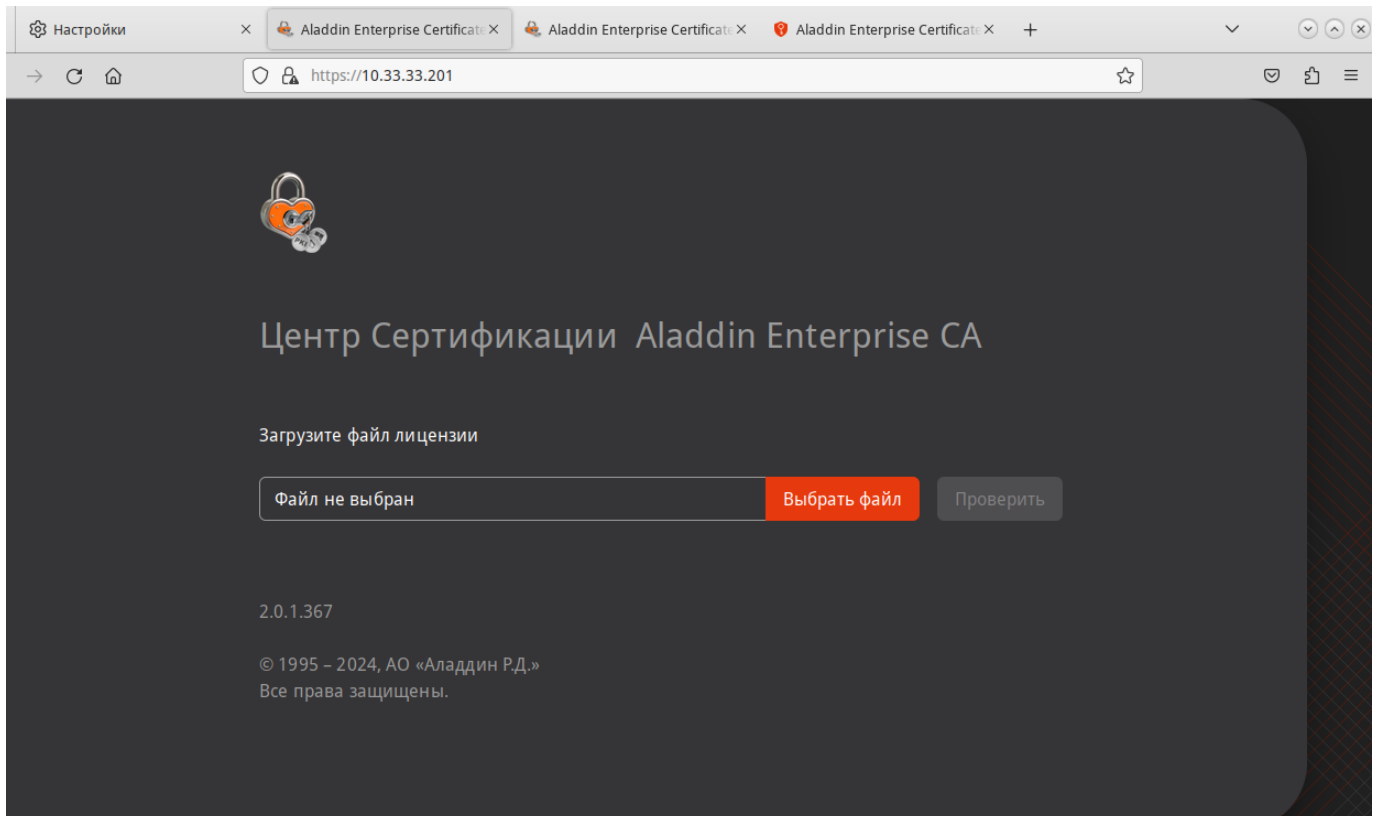 Настройки
Aladdin Enterprise Certificate
Aladdin Enterprise Certificate
Aladdin Enterprise Certificate
https://10.33.33.201
PKI
Центр Сертификации Aladdin Enterprise CA
Загрузите файл лицензии
Файл не выбран
Выбрать файл
Проверить
2.0.1.367
© 1995 – 2024, АО «Аладдин Р.Д.»
Все права защищены.